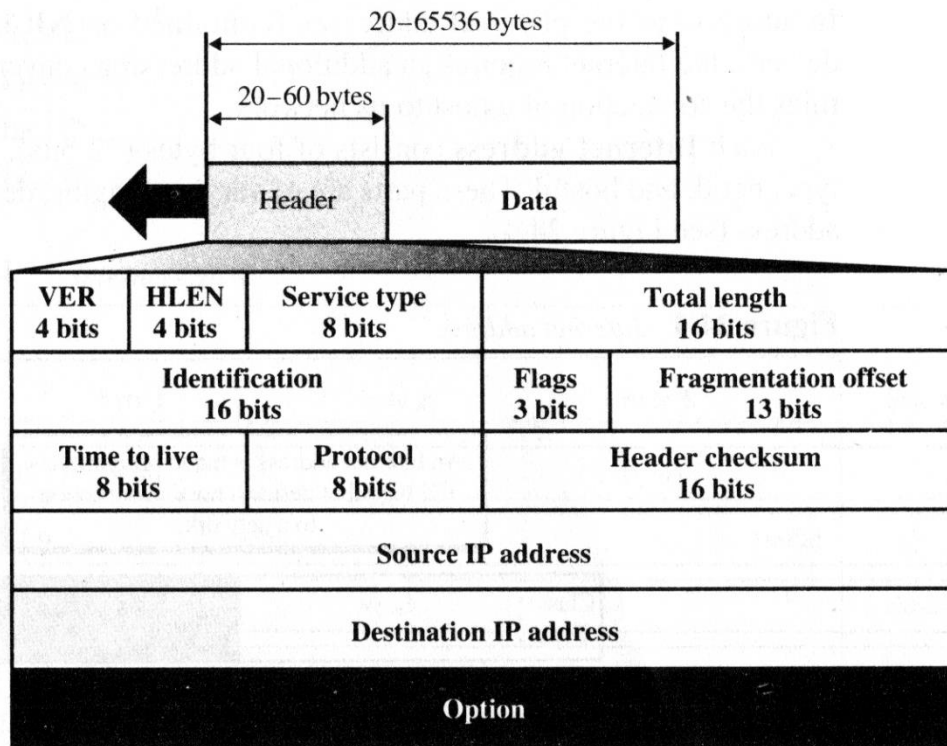 20–65536 bytes
20–60 bytes
Header
Data
VER
4 bits
HLEN
4 bits
Service type
8 bits
Total length
16 bits
Identification
16 bits
Flags
3 bits
Fragmentation offset
13 bits
Time to live
8 bits
Protocol
8 bits
Header checksum
16 bits
Source IP address
Destination IP address
Option